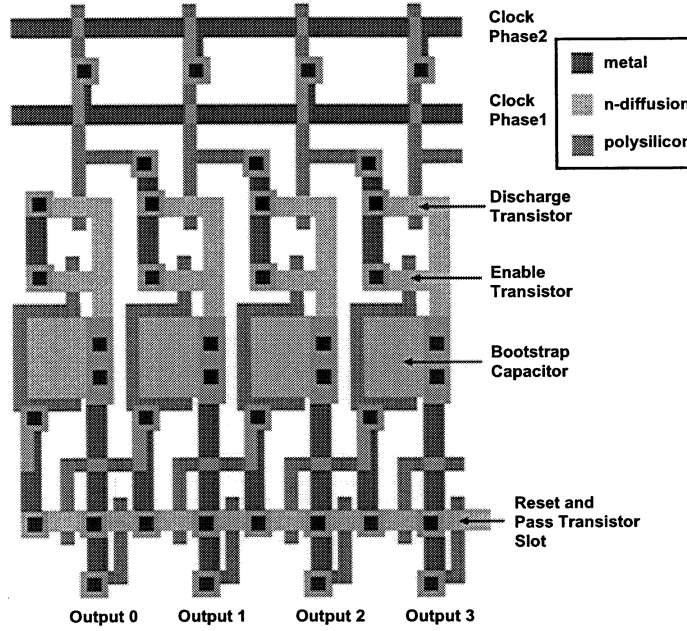 Clock
Phase2
metal
n-diffusion
polysilicon
Clock
Phase1
Discharge
Transistor
Enable
Transistor
Bootstrap
Capacitor
Reset and
Pass Transistor
Slot
Output 0 Output 1 Output 2 Output 3